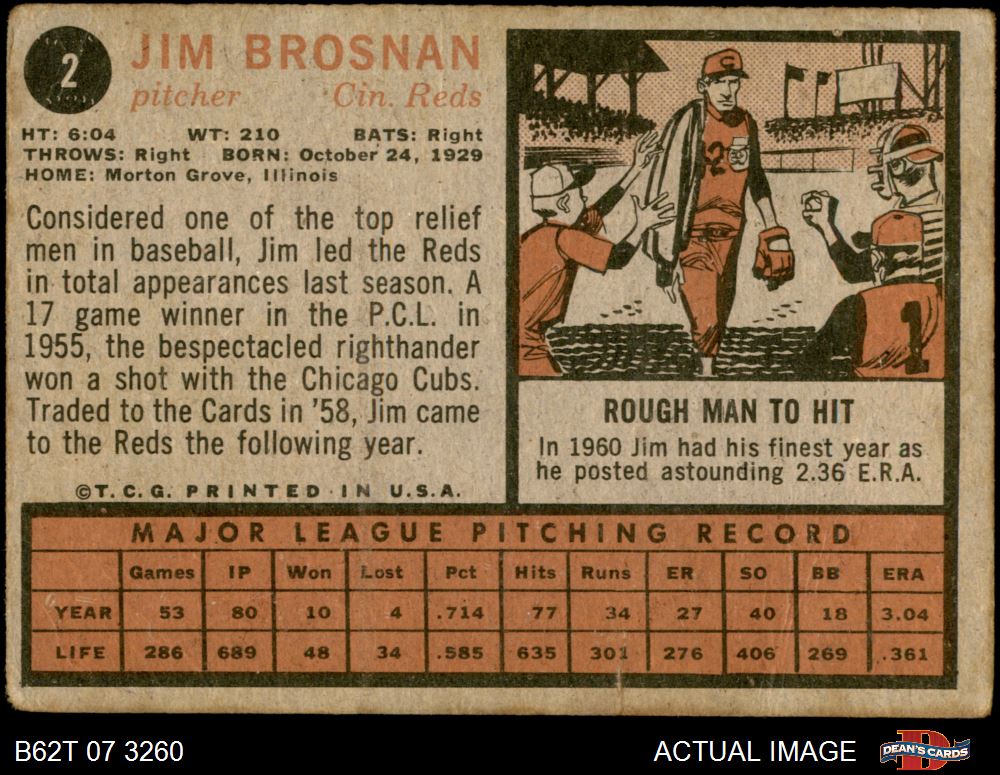 2
JIM BROSNAN
pitcher Cin. Reds
HT: 6:04 WT: 210 BATS: Right
THROWS: Right BORN: October 24, 1929
HOME: Morton Grove, Illinois
Considered one of the top relief
men in baseball, Jim led the Reds
in total appearances last season. A
17 game winner in the P.C.L. in
1955, the bespectacled righthander
won a shot with the Chicago Cubs.
Traded to the Cards in '58, Jim came
to the Reds the following year.
©T.C.G. PRINTED IN U.S.A.
C
1
ROUGH MAN TO HIT
In 1960 Jim had his finest year as
he posted astounding 2.36 E.R.A.
MAJOR LEAGUE PITCHING RECORD
Games IP Won Lost Pct Hits Runs ER SO BB ERA
YEAR 53 80 10 4 .714 77 34 27 40 18 3.04
LIFE 286 689 48 34 .585 635 301 276 406 269 .361
B62T 07 3260
ACTUAL IMAGE
D
DEAN'S CARDS